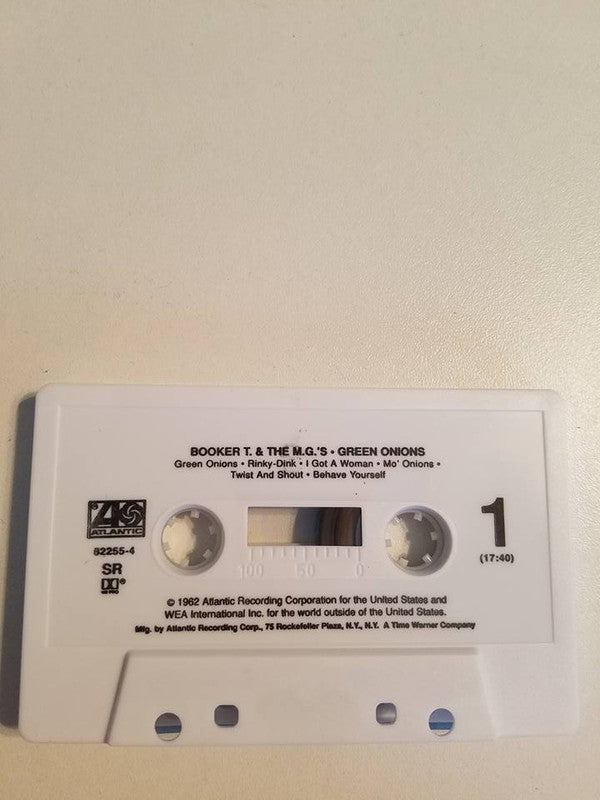 BOOKER T. & THE M.G.'S • GREEN ONIONS
Green Onions • Rinky-Dink • I Got A Woman • Mo' Onions •
Twist And Shout • Behave Yourself
ATLANTIC
82255-4
SR
1
(17:40)
100 50 0
© 1962 Atlantic Recording Corporation for the United States and
WEA International Inc. for the world outside of the United States.
Mfg. by Atlantic Recording Corp., 75 Rockefeller Plaza, N.Y., N.Y. A Time Warner Company